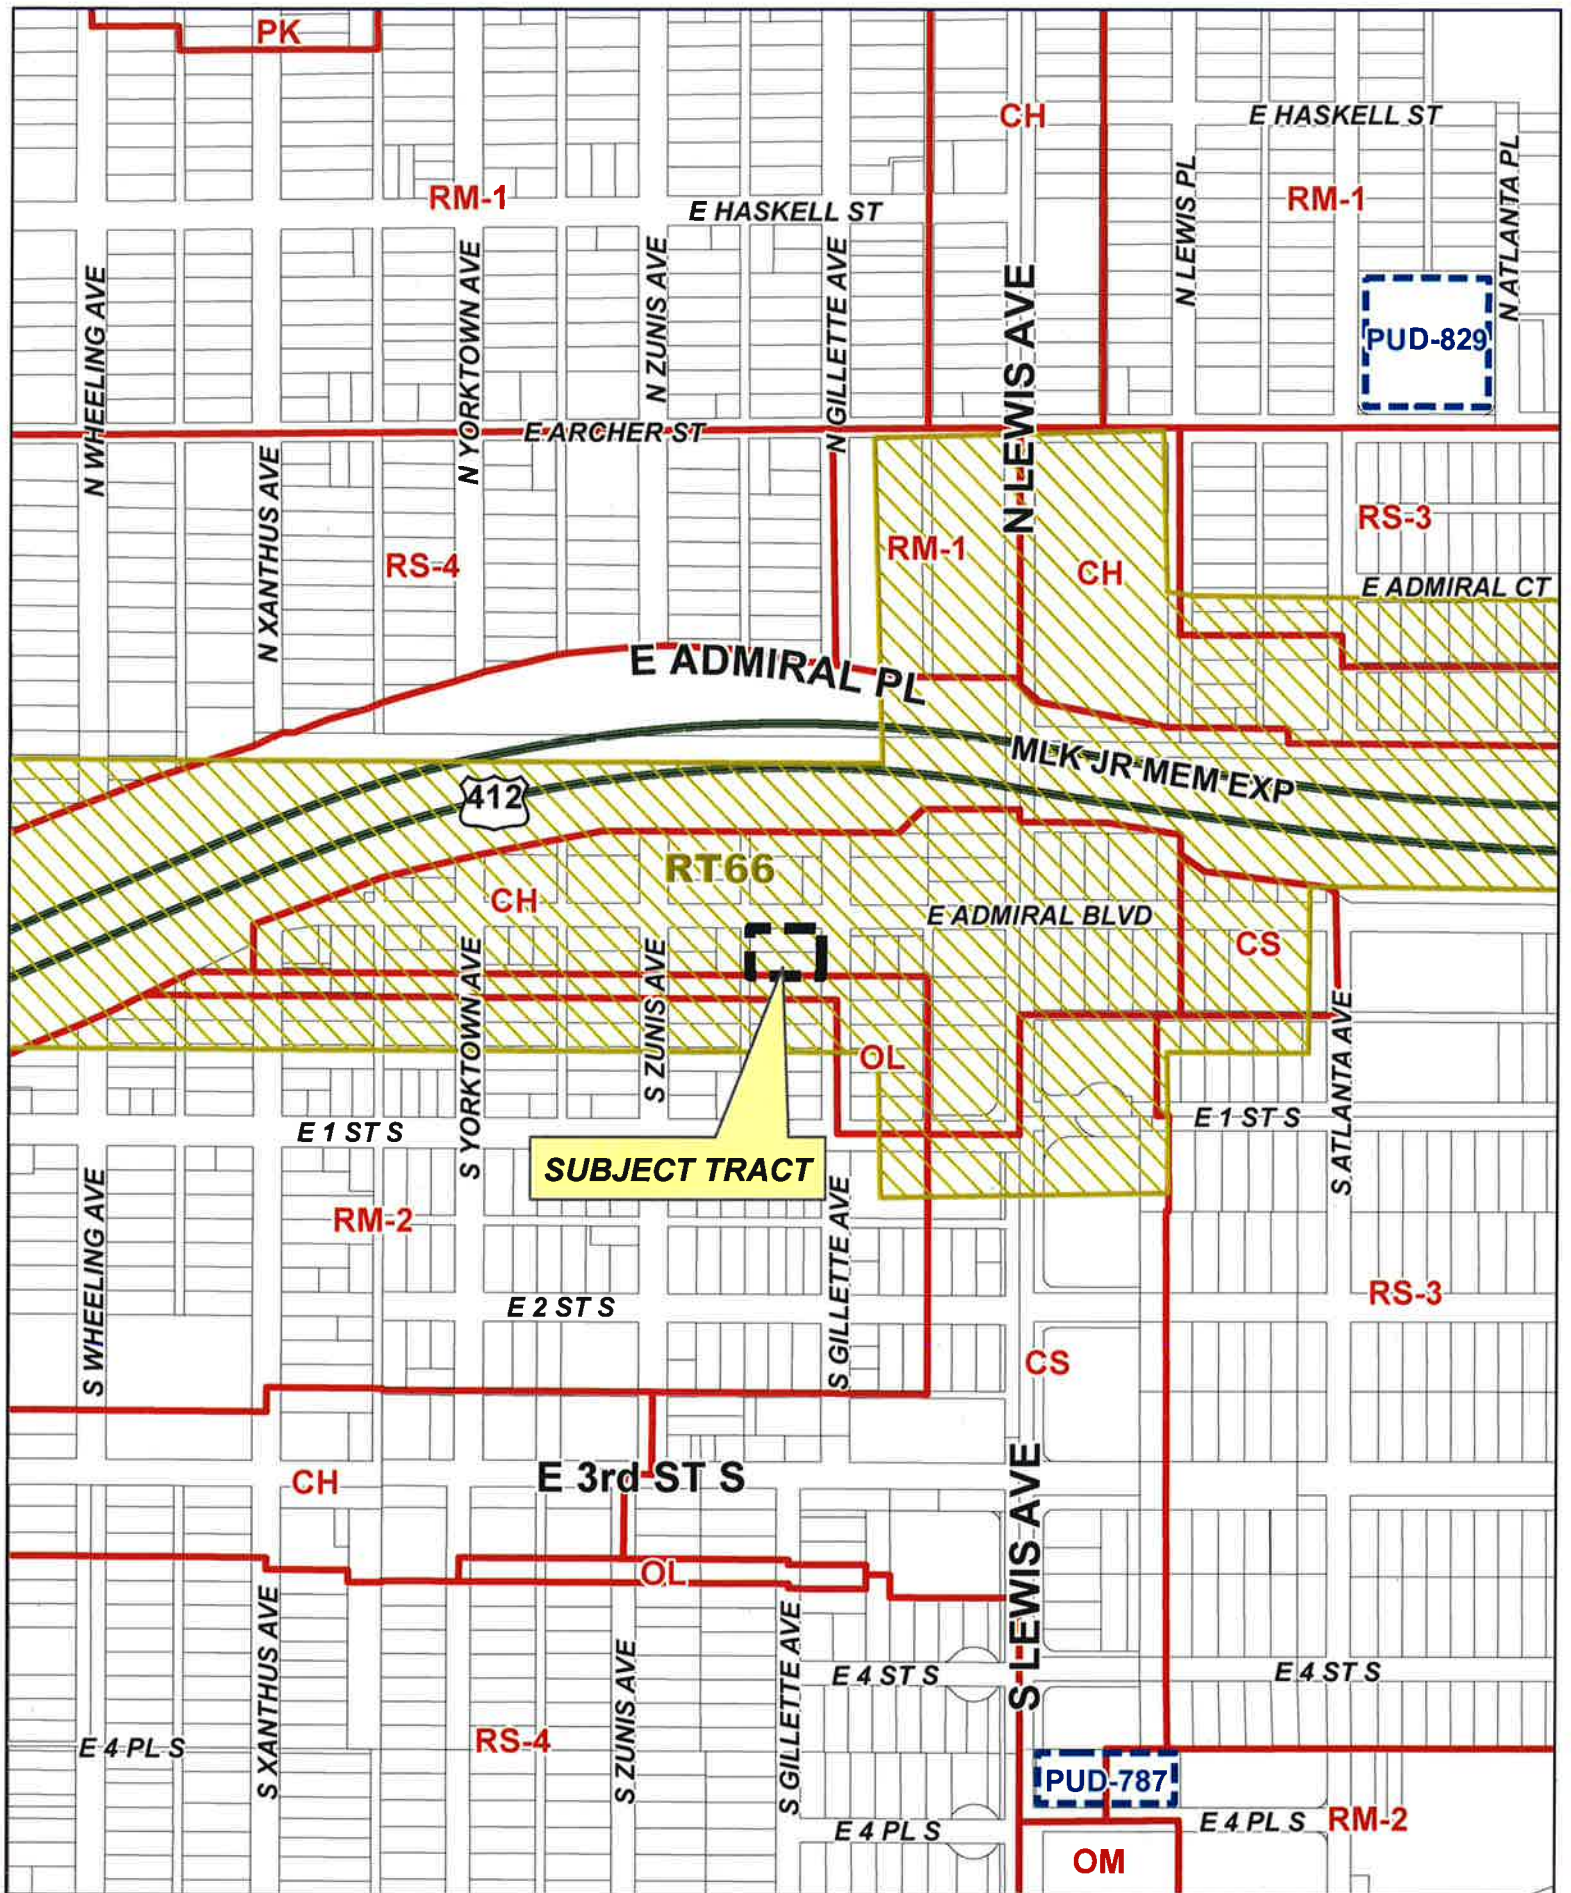 PK
CH
E HASKELL ST
RM-1
E HASKELL ST
RM-1
N WHEELING AVE
N YORKTOWN AVE
N ZUNIS AVE
N GILLETTE AVE
N LEWIS AVE
N LEWIS PL
N ATLANTA PL
PUD-829
E ARCHER ST
N XANTHUS AVE
RS-4
RM-1
CH
RS-3
E ADMIRAL CT
E ADMIRAL PL
MLK JR MEM EXP
412
RT66
CH
E ADMIRAL BLVD
CS
S YORKTOWN AVE
S ZUNIS AVE
OL
S ATLANTA AVE
E 1 ST S
E 1 ST S
SUBJECT TRACT
S WHEELING AVE
RM-2
S GILLETTE AVE
E 2 ST S
RS-3
CS
CH
E 3rd ST S
S LEWIS AVE
OL
S XANTHUS AVE
S ZUNIS AVE
S GILLETTE AVE
E 4 ST S
E 4 ST S
RS-4
E 4 PL S
PUD-787
E 4 PL S
E 4 PL S
RM-2
OM